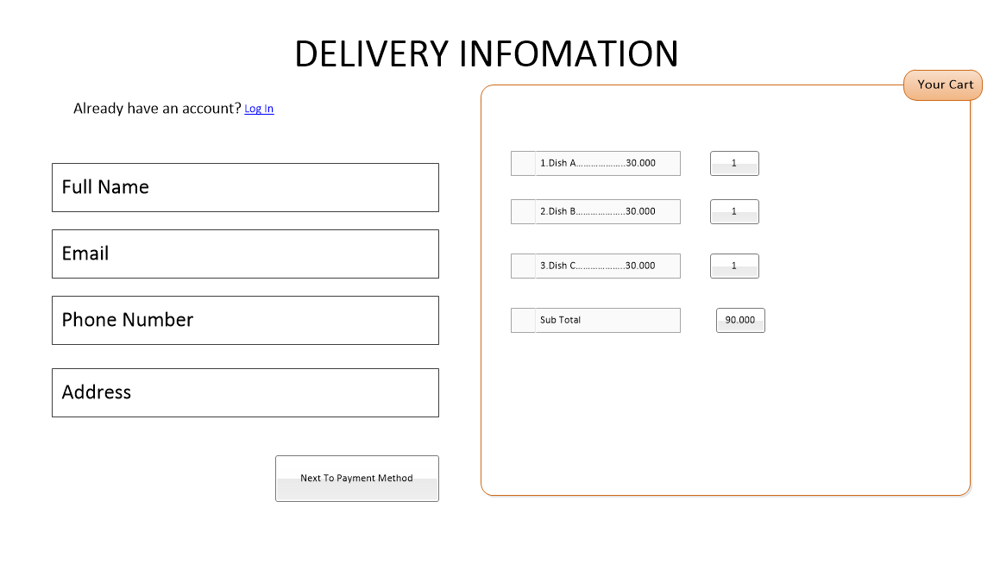 DELIVERY INFOMATION
Your Cart
Already have an account? Log In
Full Name
Email
Phone Number
Address
Next To Payment Method
1.Dish A...................30.000 1
2.Dish B...................30.000 1
3.Dish C...................30.000 1
Sub Total 90.000